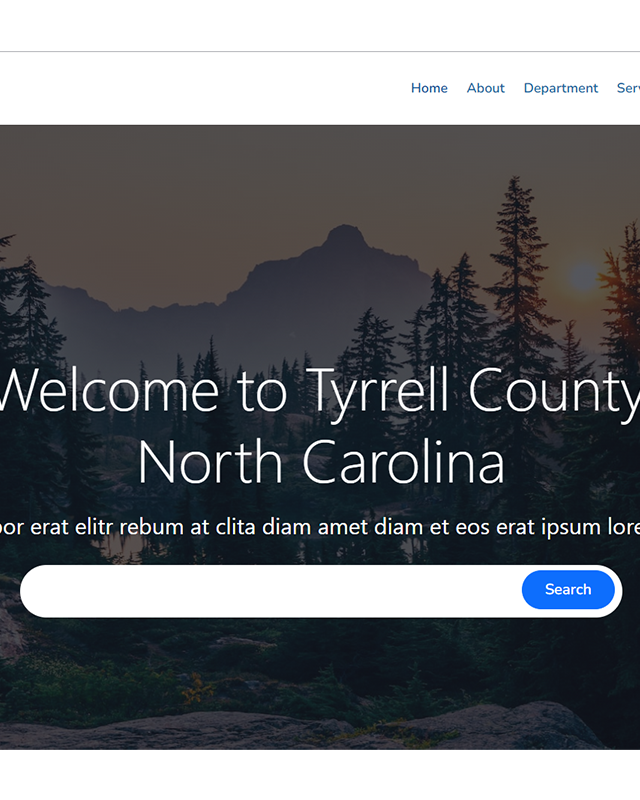 Home About Department Serv
Welcome to Tyrrell County
North Carolina
por erat elitr rebum at clita diam amet diam et eos erat ipsum lore
Search